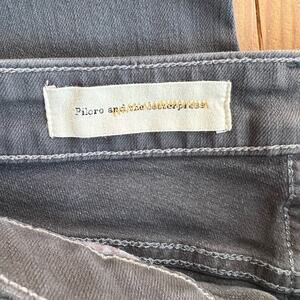 Pilcro and the letterpress